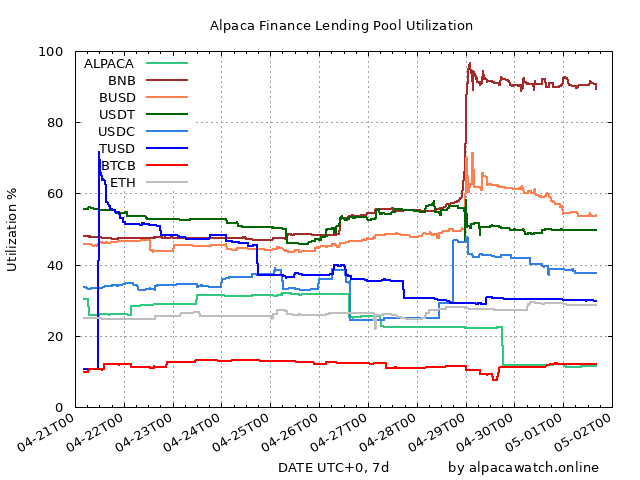 Alpaca Finance Lending Pool Utilization
Utilization %
100
80
60
40
20
0
ALPACA
BNB
BUSD
USDT
USDC
TUSD
BTCB
ETH
04-21T00
04-22T00
04-23T00
04-24T00
04-25T00
04-26T00
04-27T00
04-28T00
04-29T00
04-30T00
05-01T00
05-02T00
DATE UTC+0, 7d
by alpacawatch.online